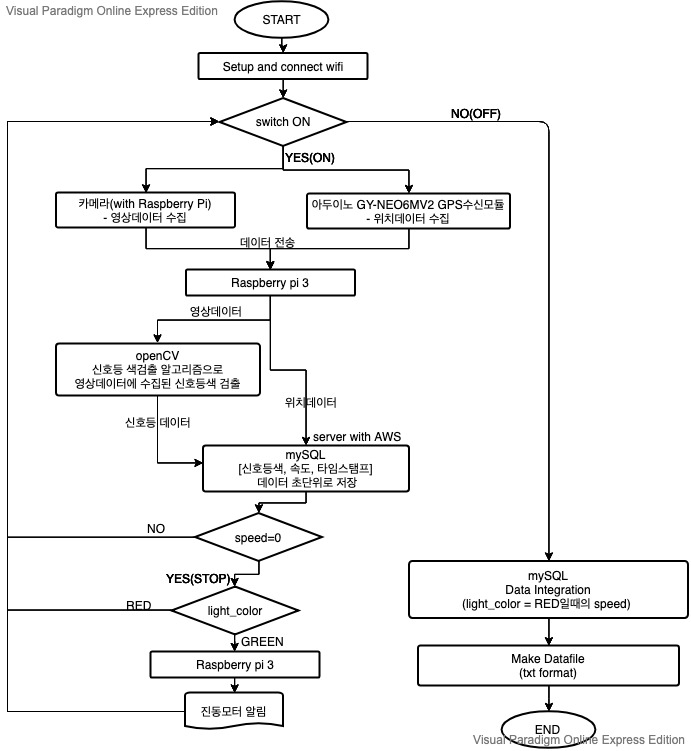 Visual Paradigm Online Express Edition
START
Setup and connect wifi
switch ON
NO(OFF)
YES(ON)
카메라(with Raspberry Pi)
- 영상데이터 수집
아두이노 GY-NEO6MV2 GPS수신모듈
- 위치데이터 수집
데이터 전송
Raspberry pi 3
영상데이터
openCV
신호등 색검출 알고리즘으로
영상데이터에 수집된 신호등색 검출
위치데이터
신호등 데이터
server with AWS
mySQL
[신호등색, 속도, 타임스탬프]
데이터 초단위로 저장
NO
speed=0
YES(STOP)
RED
light_color
GREEN
Raspberry pi 3
진동모터 알림
mySQL
Data Integration
(light_color = RED일때의 speed)
Make Datafile
(txt format)
END
Visual Paradigm Online Express Edition